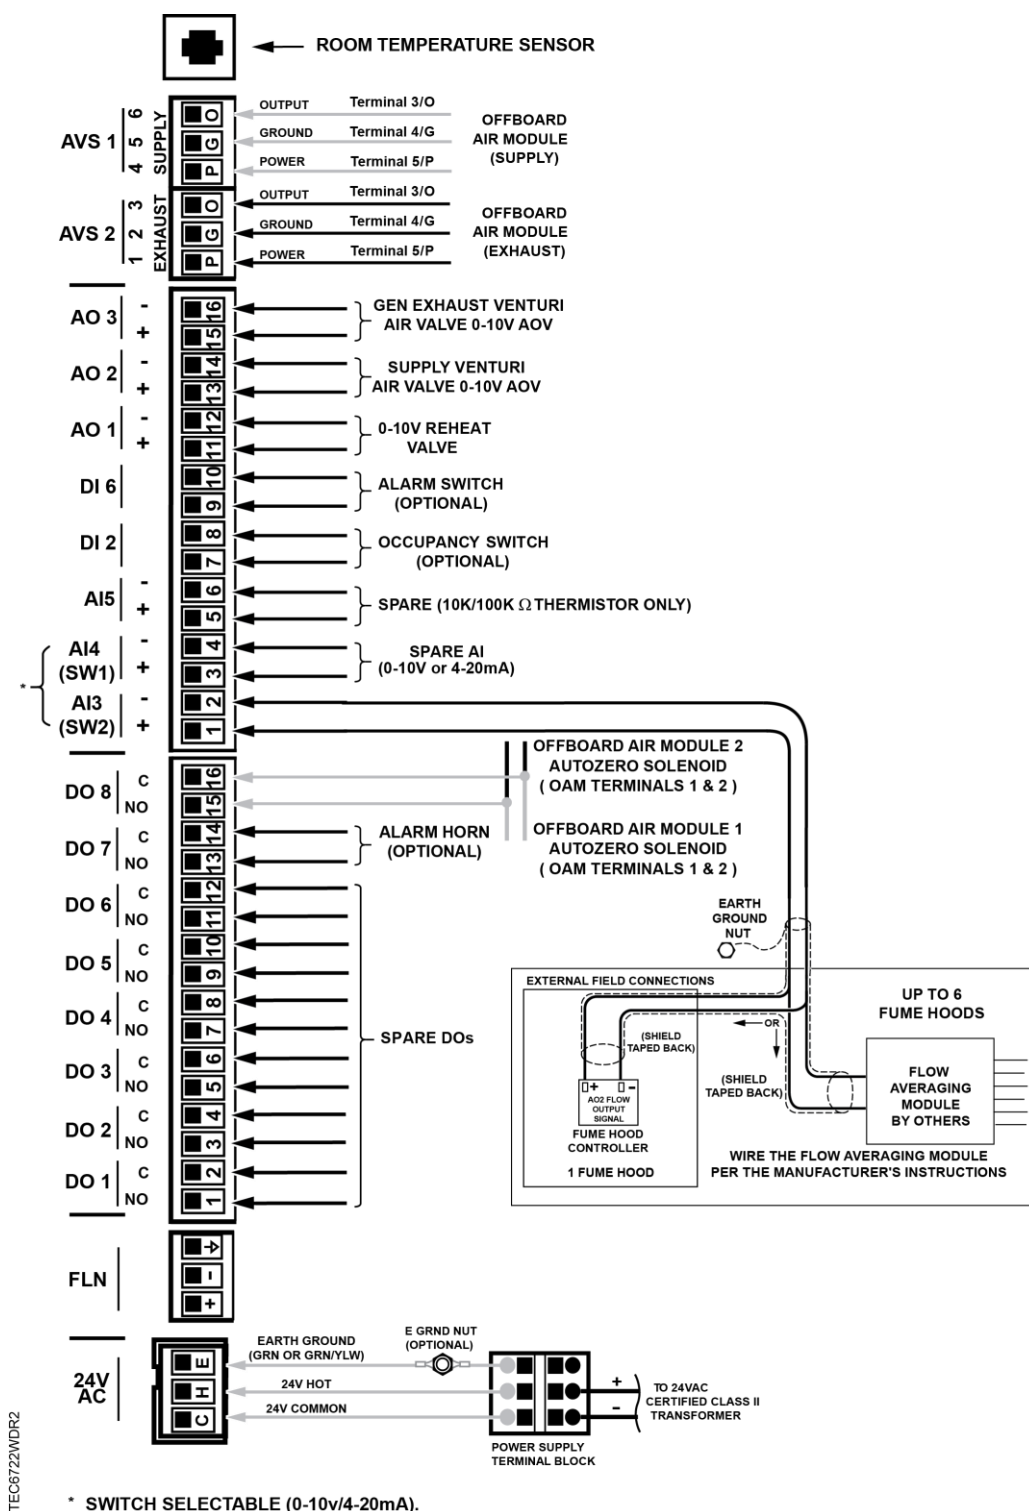 ROOM TEMPERATURE SENSOR
AVS 1
4 5 6
SUPPLY
O
G
P
OUTPUT Terminal 3/O
GROUND Terminal 4/G
POWER Terminal 5/P
OFFBOARD
AIR MODULE
(SUPPLY)
AVS 2
1 2 3
EXHAUST
O
G
P
OUTPUT Terminal 3/O
GROUND Terminal 4/G
POWER Terminal 5/P
OFFBOARD
AIR MODULE
(EXHAUST)
AO 3
-
+
16
15
GEN EXHAUST VENTURI
AIR VALVE 0-10V AOV
AO 2
-
+
14
13
SUPPLY VENTURI
AIR VALVE 0-10V AOV
AO 1
-
+
12
11
0-10V REHEAT
VALVE
DI 6
10
9
ALARM SWITCH
(OPTIONAL)
DI 2
8
7
OCCUPANCY SWITCH
(OPTIONAL)
AI5
-
+
6
5
SPARE (10K/100K Ω THERMISTOR ONLY)
*
AI4
(SW1)
-
+
4
3
SPARE AI
(0-10V or 4-20mA)
AI3
(SW2)
-
+
2
1
OFFBOARD AIR MODULE 2
AUTOZERO SOLENOID
( OAM TERMINALS 1 & 2 )
OFFBOARD AIR MODULE 1
AUTOZERO SOLENOID
( OAM TERMINALS 1 & 2 )
DO 8
C
NO
16
15
DO 7
C
NO
14
13
ALARM HORN
(OPTIONAL)
DO 6
C
NO
12
11
DO 5
C
NO
10
9
DO 4
C
NO
8
7
DO 3
C
NO
6
5
DO 2
C
NO
4
3
DO 1
C
NO
2
1
SPARE DOs
EARTH
GROUND
NUT
EXTERNAL FIELD CONNECTIONS
UP TO 6
FUME HOODS
OR
(SHIELD
TAPED BACK)
(SHIELD
TAPED BACK)
+ -
AO2 FLOW
OUTPUT
SIGNAL
FUME HOOD
CONTROLLER
1 FUME HOOD
FLOW
AVERAGING
MODULE
BY OTHERS
WIRE THE FLOW AVERAGING MODULE
PER THE MANUFACTURER'S INSTRUCTIONS
FLN
-
+
24V
AC
E
H
C
EARTH GROUND
(GRN OR GRN/YLW)
24V HOT
24V COMMON
E GRND NUT
(OPTIONAL)
POWER SUPPLY
TERMINAL BLOCK
+
-
TO 24VAC
CERTIFIED CLASS II
TRANSFORMER
TEC6722WDR2
* SWITCH SELECTABLE (0-10v/4-20mA).